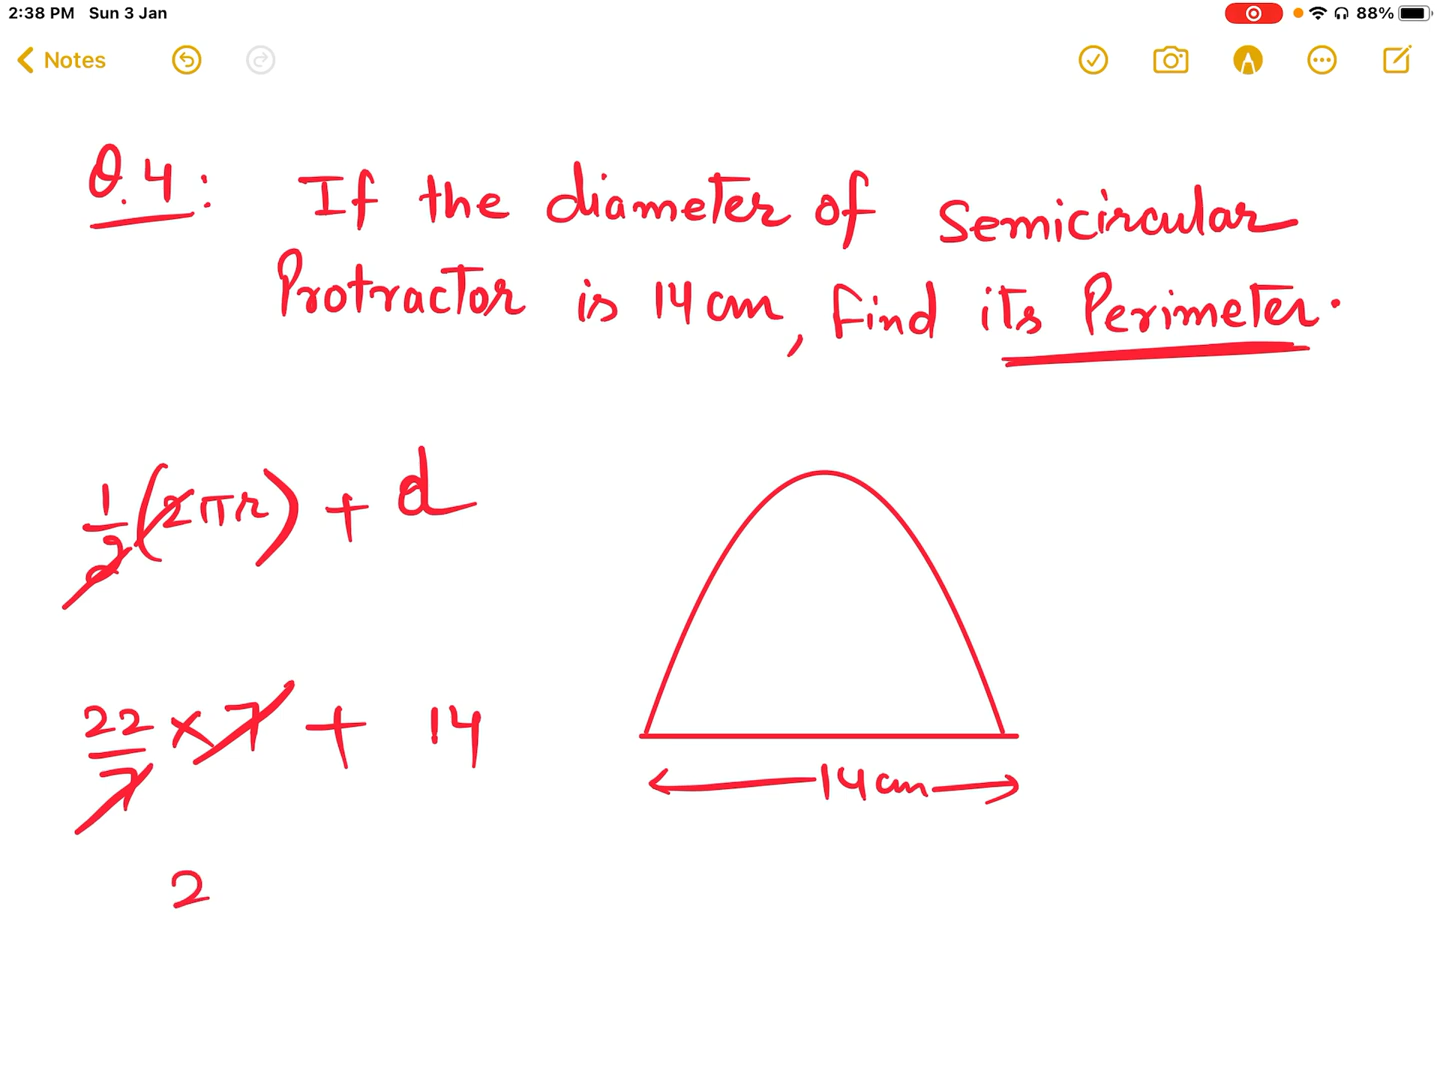 2:38 PM Sun 3 Jan
88%
Notes
Q.4: If the diameter of semicircular
Protractor is 14 cm, find its Perimeter.
1/2 (2πr) + d
22/7 × 7 + 14
14 cm
2